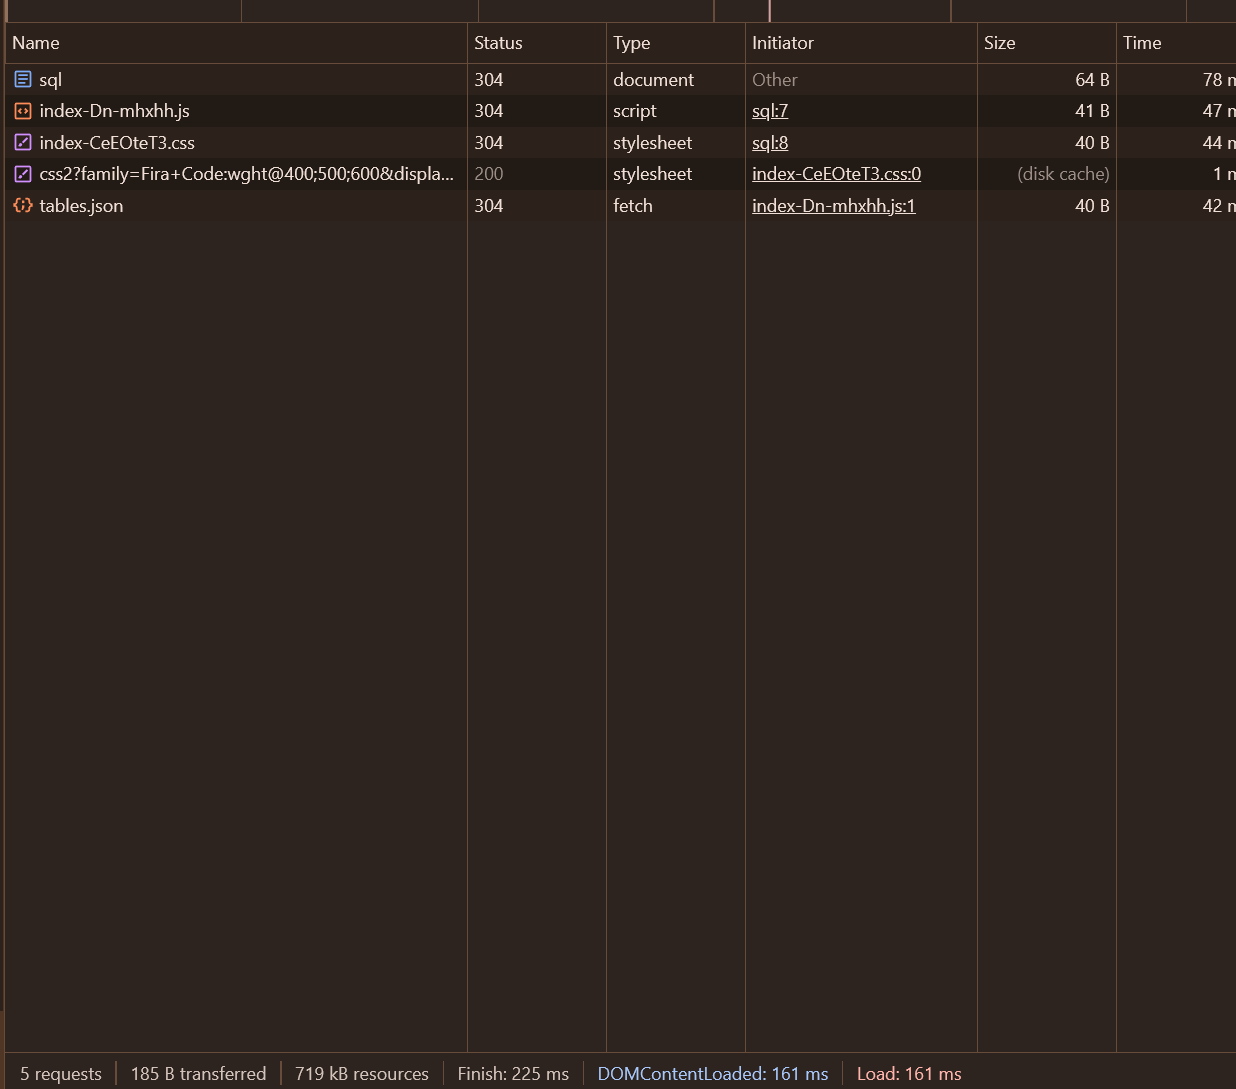 Name Status Type Initiator Size Time
sql 304 document Other 64 B 78 m
index-Dn-mhxhh.js 304 script sql:7 41 B 47 m
index-CeEOteT3.css 304 stylesheet sql:8 40 B 44 m
css2?family=Fira+Code:wght@400;500;600&displa... 200 stylesheet index-CeEOteT3.css:0 (disk cache) 1 m
tables.json 304 fetch index-Dn-mhxhh.js:1 40 B 42 m
5 requests 185 B transferred 719 kB resources Finish: 225 ms DOMContentLoaded: 161 ms Load: 161 ms